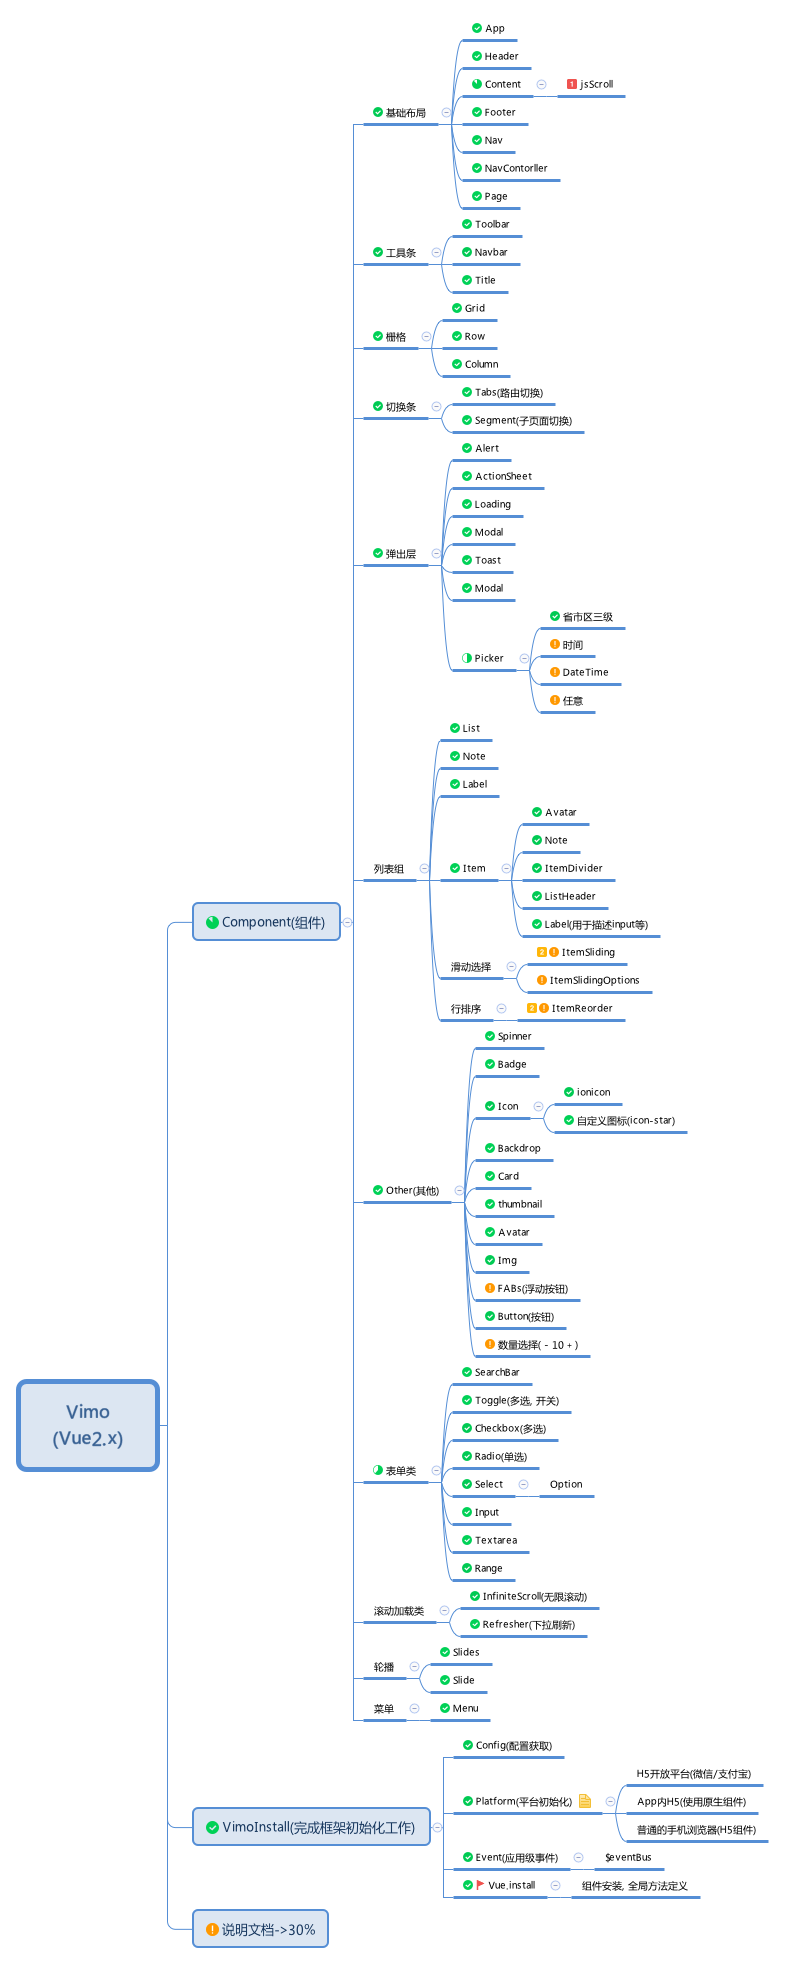 Vimo
(Vue2.x)
Component(组件)
基础布局
App
Header
Content
1 jsScroll
Footer
Nav
NavContorller
Page
工具条
Toolbar
Navbar
Title
栅格
Grid
Row
Column
切换条
Tabs(路由切换)
Segment(子页面切换)
弹出层
Alert
ActionSheet
Loading
Modal
Toast
Modal
Picker
省市区三级
时间
DateTime
任意
列表组
List
Note
Label
Item
Avatar
Note
ItemDivider
ListHeader
Label(用于描述input等)
滑动选择
2 ! ItemSliding
! ItemSlidingOptions
行排序
2 ! ItemReorder
Other(其他)
Spinner
Badge
Icon
ionicon
自定义图标(icon-star)
Backdrop
Card
thumbnail
Avatar
Img
FABs(浮动按钮)
Button(按钮)
数量选择( - 10 + )
表单类
SearchBar
Toggle(多选, 开关)
Checkbox(多选)
Radio(单选)
Select
Option
Input
Textarea
Range
滚动加载类
InfiniteScroll(无限滚动)
Refresher(下拉刷新)
轮播
Slides
Slide
菜单
Menu
VimoInstall(完成框架初始化工作)
Config(配置获取)
Platform(平台初始化)
H5开放平台(微信/支付宝)
App内H5(使用原生组件)
普通的手机浏览器(H5组件)
Event(应用级事件)
$eventBus
Vue.install
组件安装, 全局方法定义
说明文档->30%